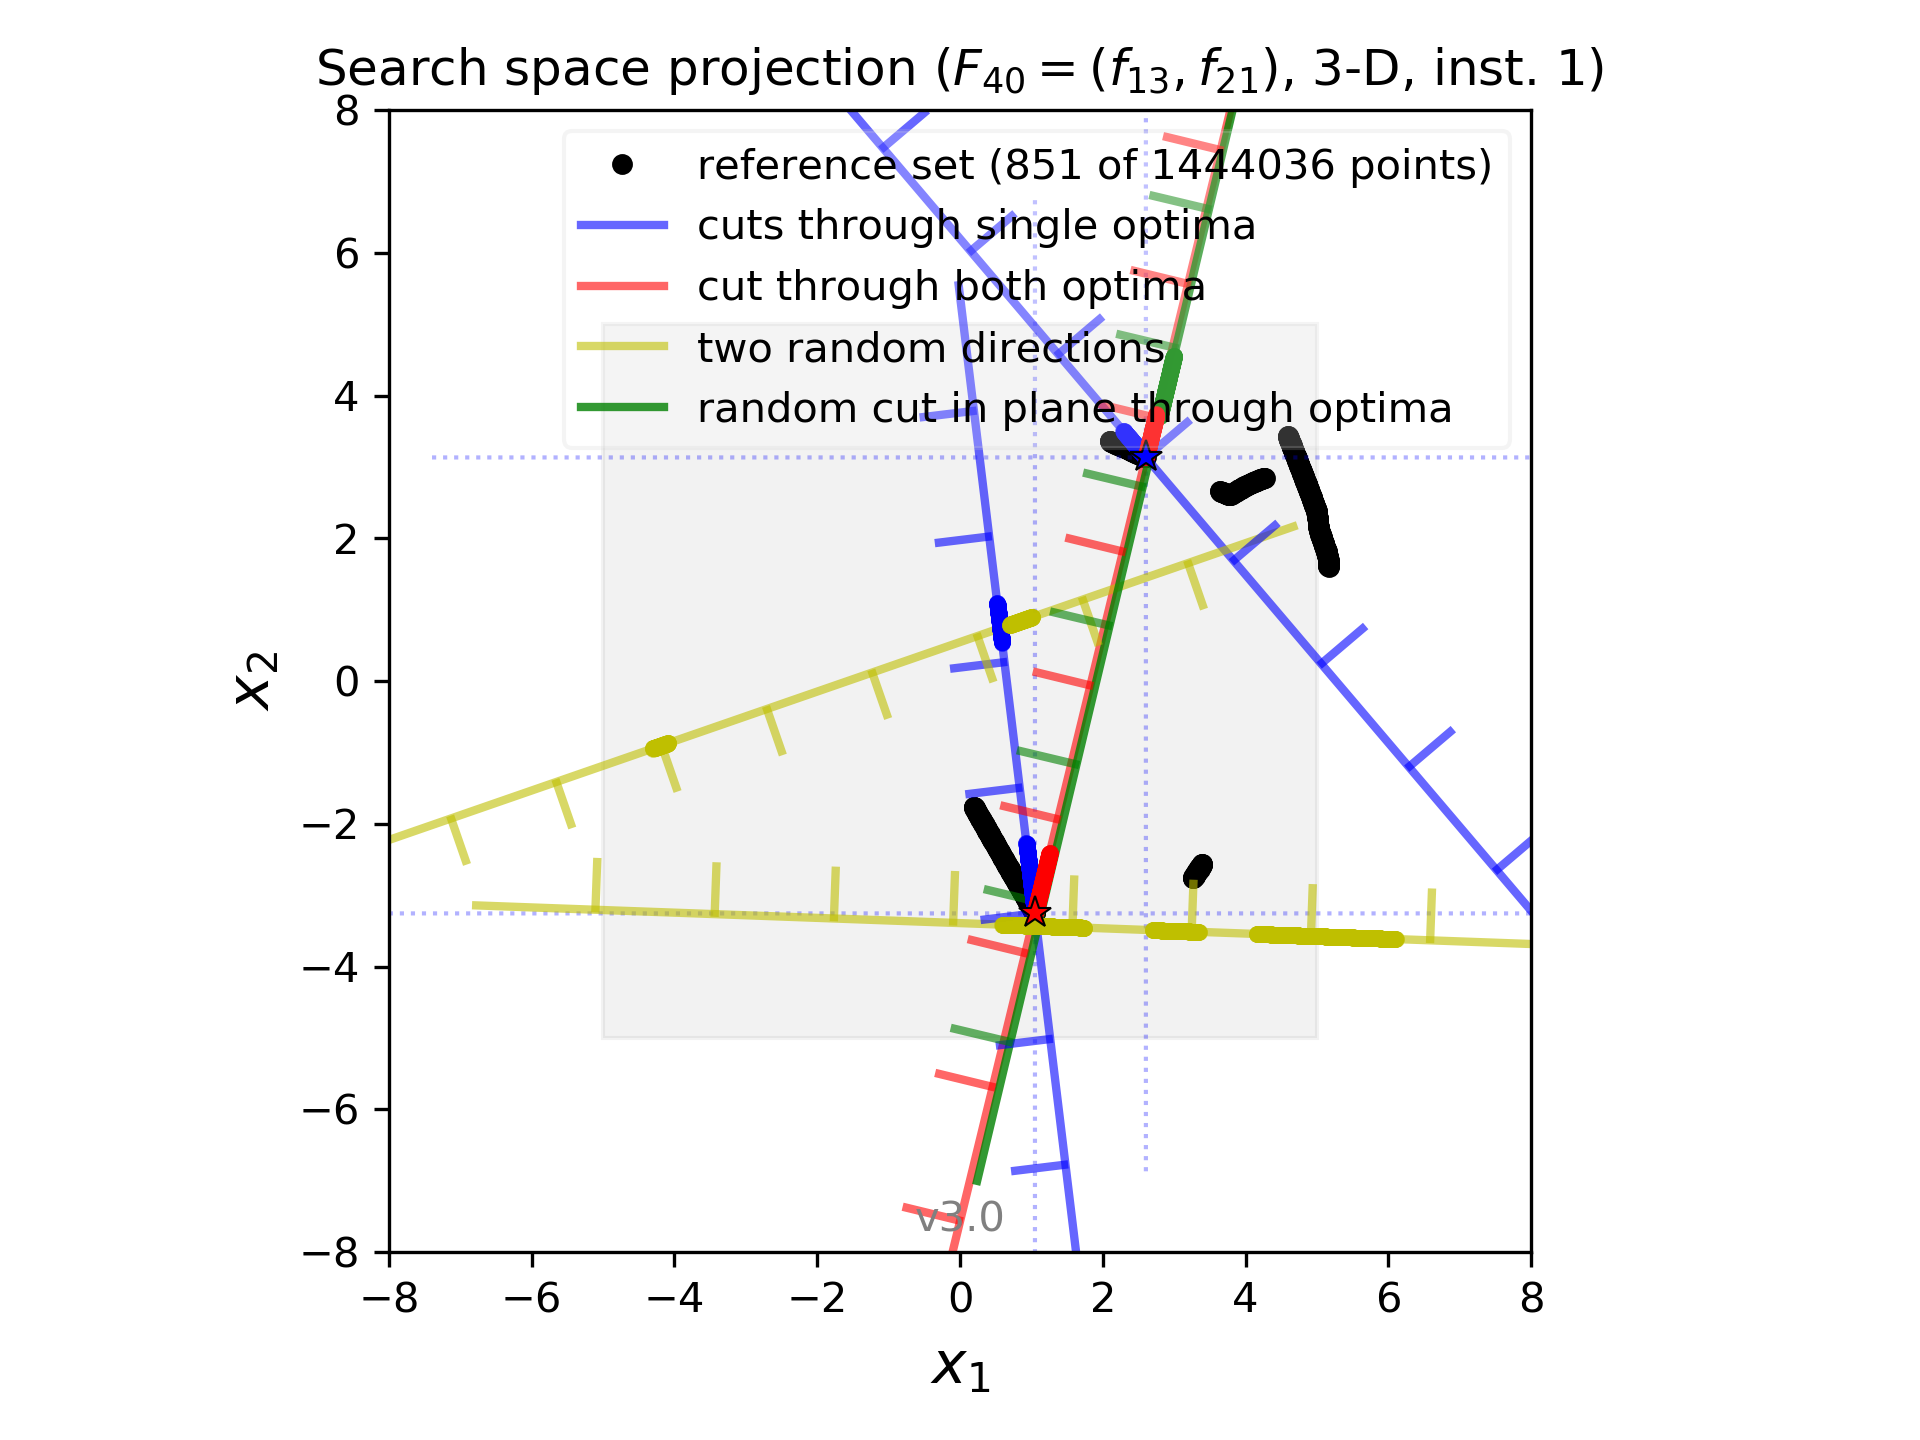 Search space projection (F40 = (f13, f21), 3-D, inst. 1)
reference set (851 of 1444036 points)
cuts through single optima
cut through both optima
two random directions
random cut in plane through optima
8
6
4
2
0
−2
−4
−6
−8
x2
v3.0
−8 −6 −4 −2 0 2 4 6 8
x1